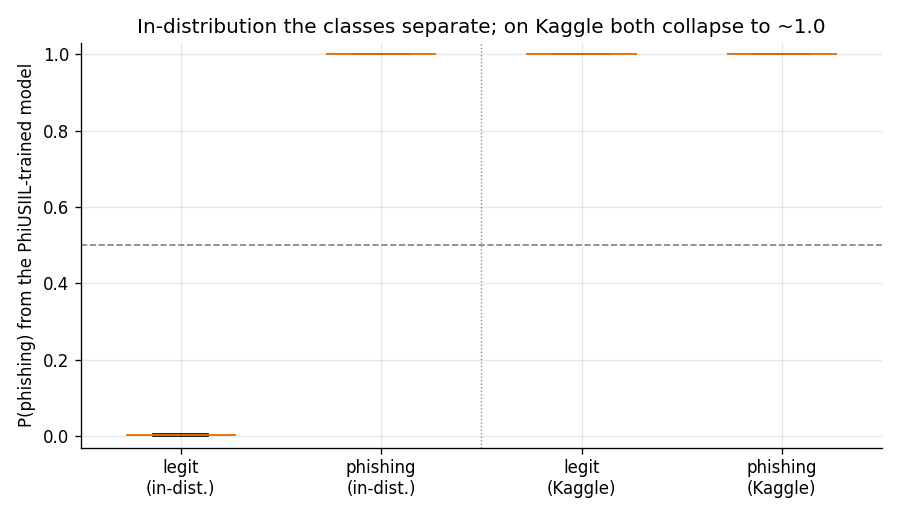 In-distribution the classes separate; on Kaggle both collapse to ~1.0
P(phishing) from the PhiUSIIL-trained model
1.0
0.8
0.6
0.4
0.2
0.0
legit
(in-dist.)
phishing
(in-dist.)
legit
(Kaggle)
phishing
(Kaggle)